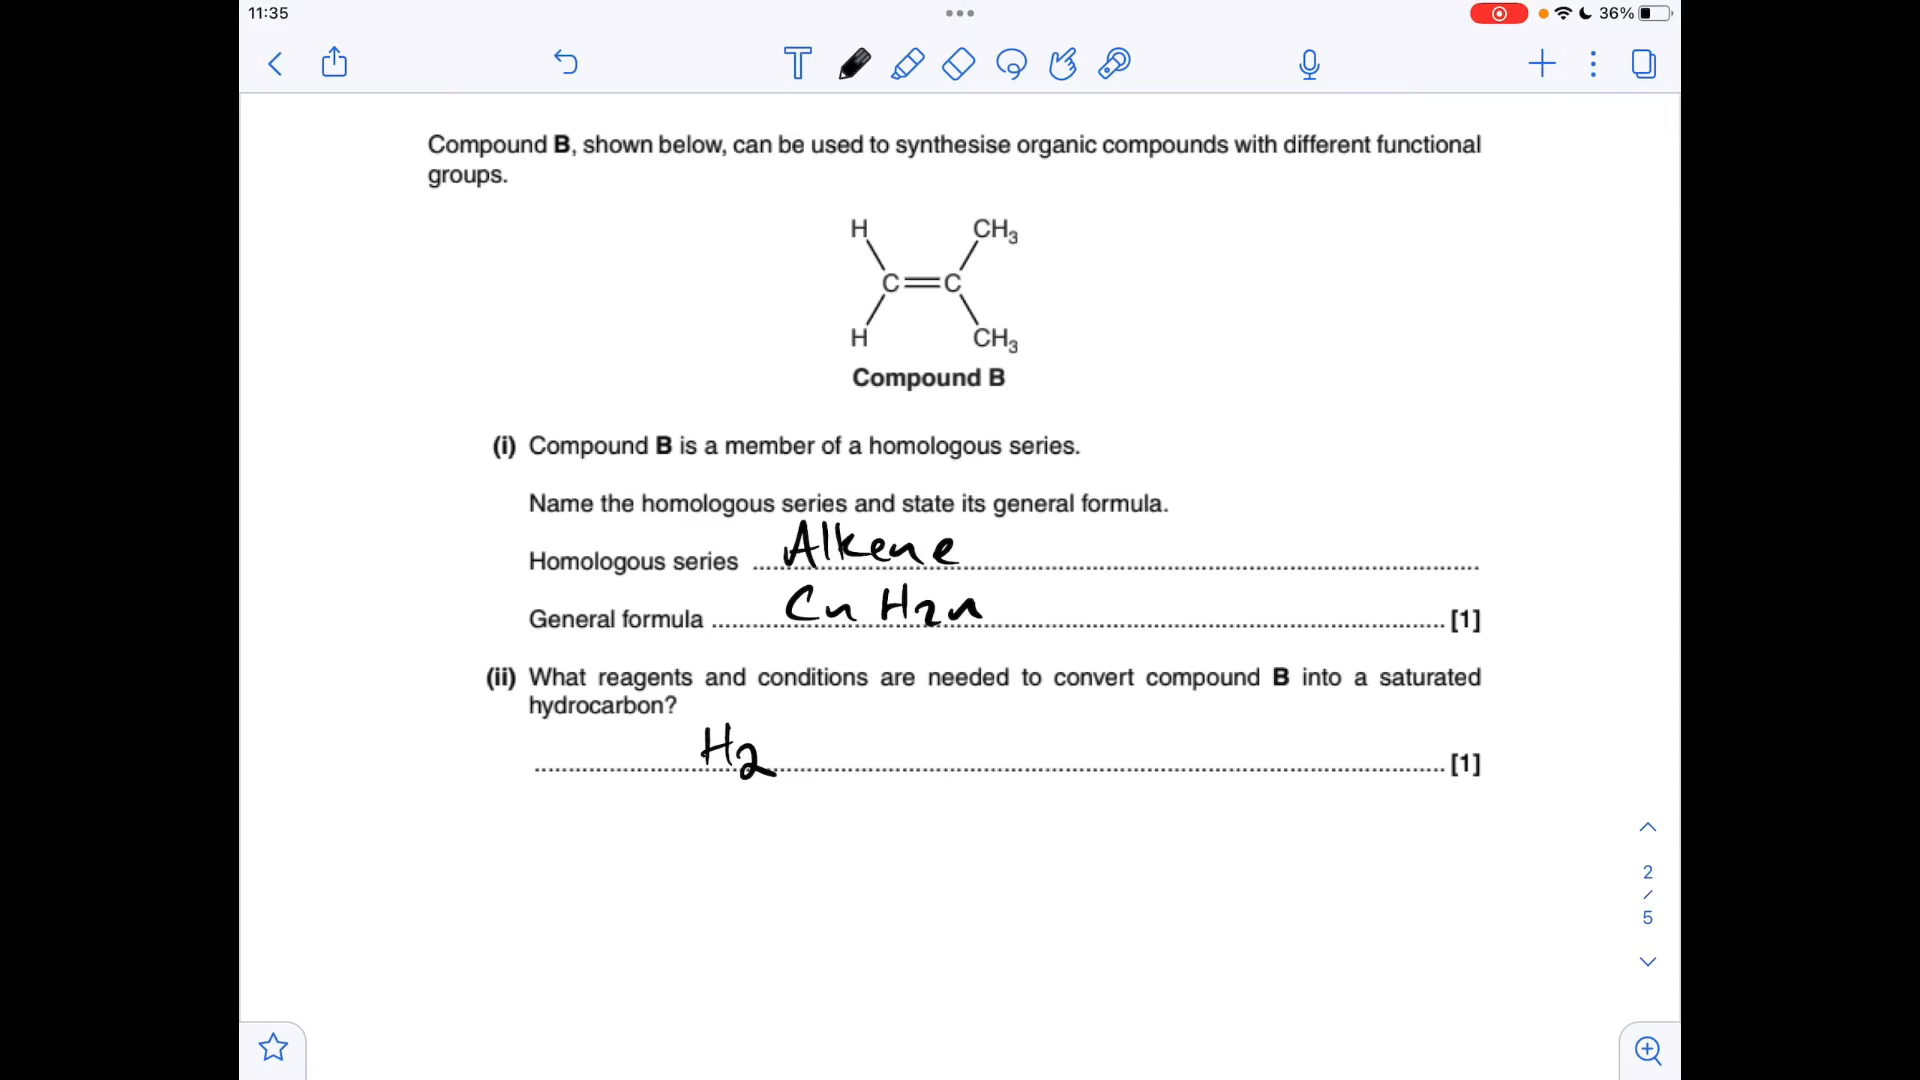 11:35
36%
T
Compound B, shown below, can be used to synthesise organic compounds with different functional
groups.
H CH3
C=C
H CH3
Compound B
(i) Compound B is a member of a homologous series.
Name the homologous series and state its general formula.
Homologous series Alkene
General formula CnH2n [1]
(ii) What reagents and conditions are needed to convert compound B into a saturated
hydrocarbon?
H2 [1]
2
/
5